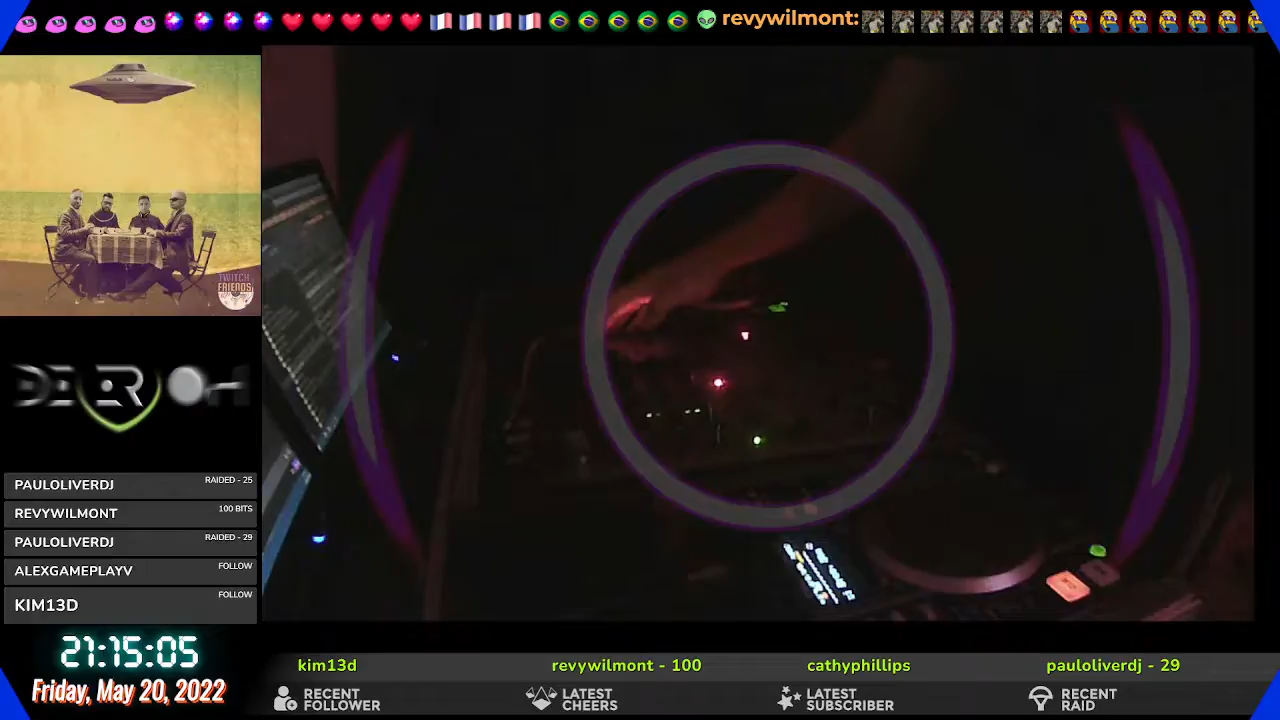 revywilmont:
TWITCH
FRIENDS
PAULOLIVERDJ RAIDED - 25
REVYWILMONT 100 BITS
PAULOLIVERDJ RAIDED - 29
ALEXGAMEPLAYV FOLLOW
KIM13D FOLLOW
21:15:05
Friday, May 20, 2022
kim13d revywilmont - 100 cathyphillips pauloliverdj - 29
RECENT FOLLOWER LATEST CHEERS LATEST SUBSCRIBER RECENT RAID